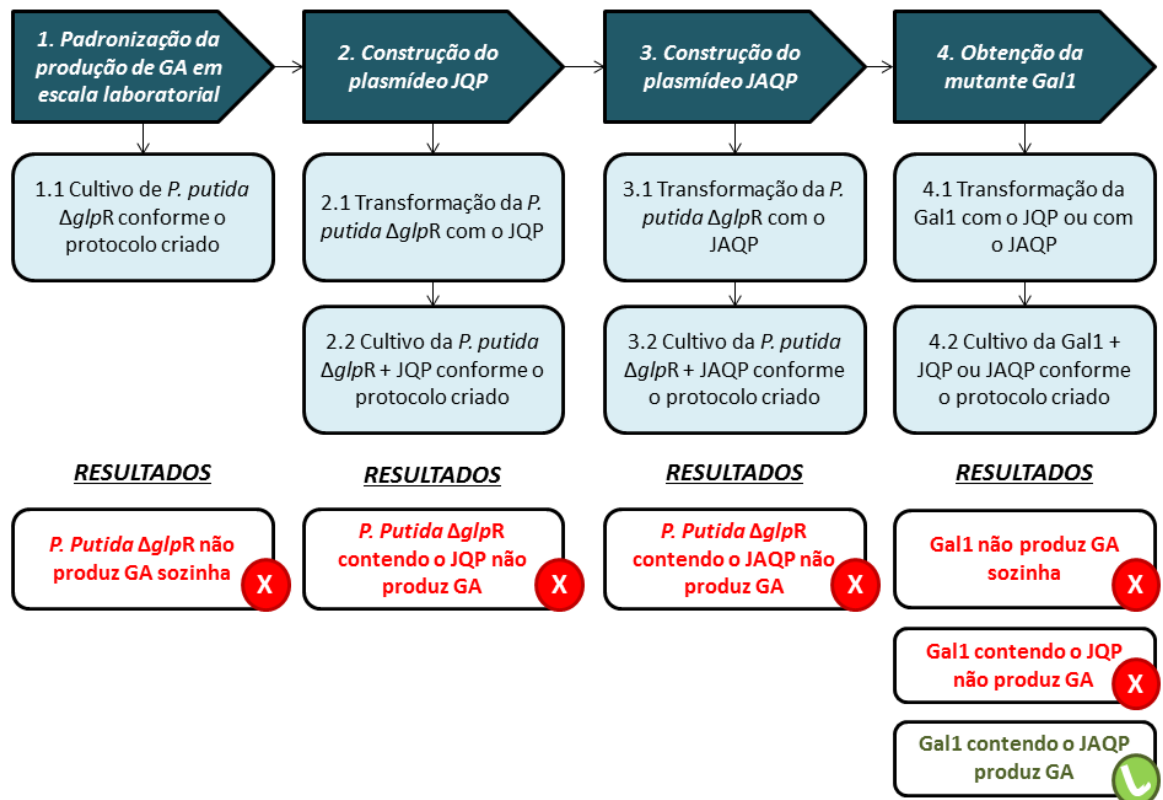 1. Padronização da
produção de GA em
escala laboratorial
2. Construção do
plasmídeo JQP
3. Construção do
plasmídeo JAQP
4. Obtenção da
mutante Gal1
1.1 Cultivo de P. putida
ΔglpR conforme o
protocolo criado
2.1 Transformação da P.
putida ΔglpR com o JQP
3.1 Transformação da P.
putida ΔglpR com o
JAQP
4.1 Transformação da
Gal1 com o JQP ou com
o JAQP
2.2 Cultivo da P. putida
ΔglpR + JQP conforme o
protocolo criado
3.2 Cultivo da P. putida
ΔglpR + JAQP conforme
o protocolo criado
4.2 Cultivo da Gal1 +
JQP ou JAQP conforme
o protocolo criado
RESULTADOS
RESULTADOS
RESULTADOS
RESULTADOS
P. Putida ΔglpR não
produz GA sozinha
X
P. Putida ΔglpR
contendo o JQP não
produz GA
X
P. Putida ΔglpR
contendo o JAQP não
produz GA
X
Gal1 não produz GA
sozinha
X
Gal1 contendo o JQP
não produz GA
X
Gal1 contendo o JAQP
produz GA